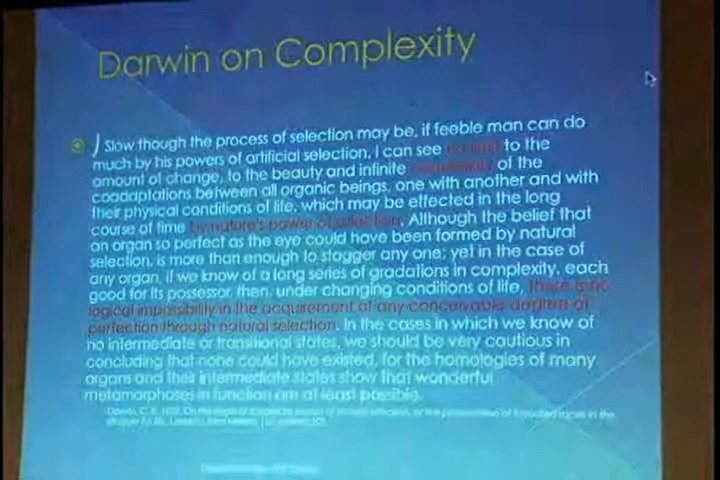 Darwin on Complexity
Slow though the process of selection may be, if feeble man can do
much by his powers of artificial selection, I can see no limit to the
amount of change, to the beauty and infinite complexity of the
coadaptations between all organic beings, one with another and with
their physical conditions of life, which may be effected in the long
course of time by nature's power of selection. Although the belief that
an organ so perfect as the eye could have been formed by natural
selection, is more than enough to stagger any one; yet in the case of
any organ, if we know of a long series of gradations in complexity, each
good for its possessor, then, under changing conditions of life, there is no
logical impossibility in the acquirement of any conceivable degree of
perfection through natural selection. In the cases in which we know of
no intermediate or transitional states, we should be very cautious in
concluding that none could have existed, for the homologies of many
organs and their intermediate states show that wonderful
metamorphoses in function are at least possible.